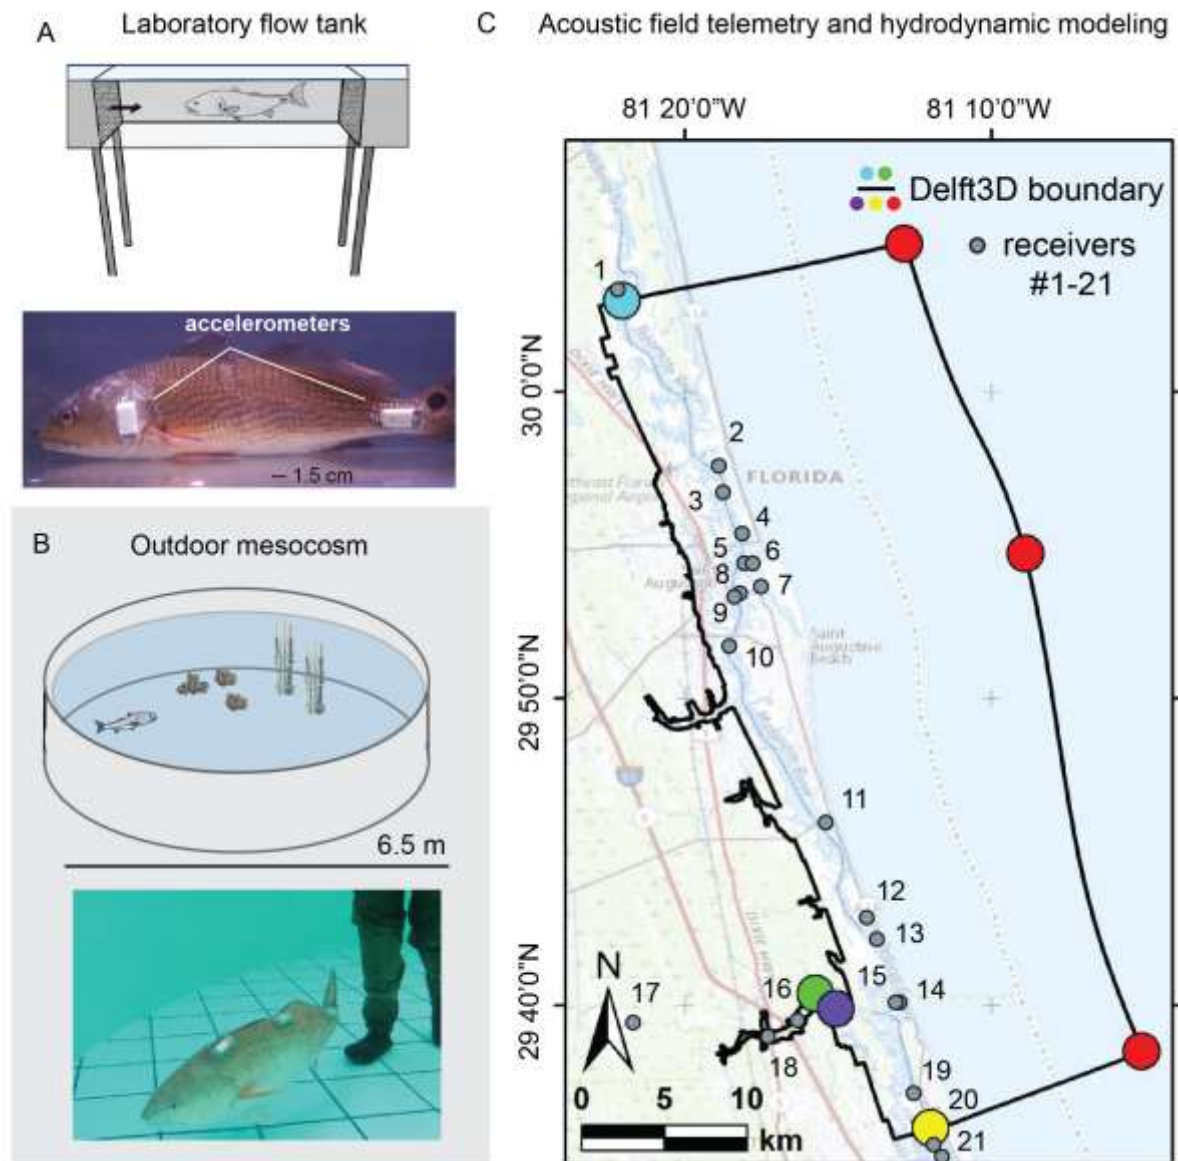 A
Laboratory flow tank
accelerometers
1.5 cm
B
Outdoor mesocosm
6.5 m
C
Acoustic field telemetry and hydrodynamic modeling
81 20'0"W
81 10'0"W
Delft3D boundary
receivers
#1-21
30 0'0"N
29 50'0"N
29 40'0"N
1
2
FLORIDA
3
4
5
6
8
7
9
10
Saint
Augustine
Beach
11
12
13
15
14
16
17
18
19
20
21
N
0
5
10
km